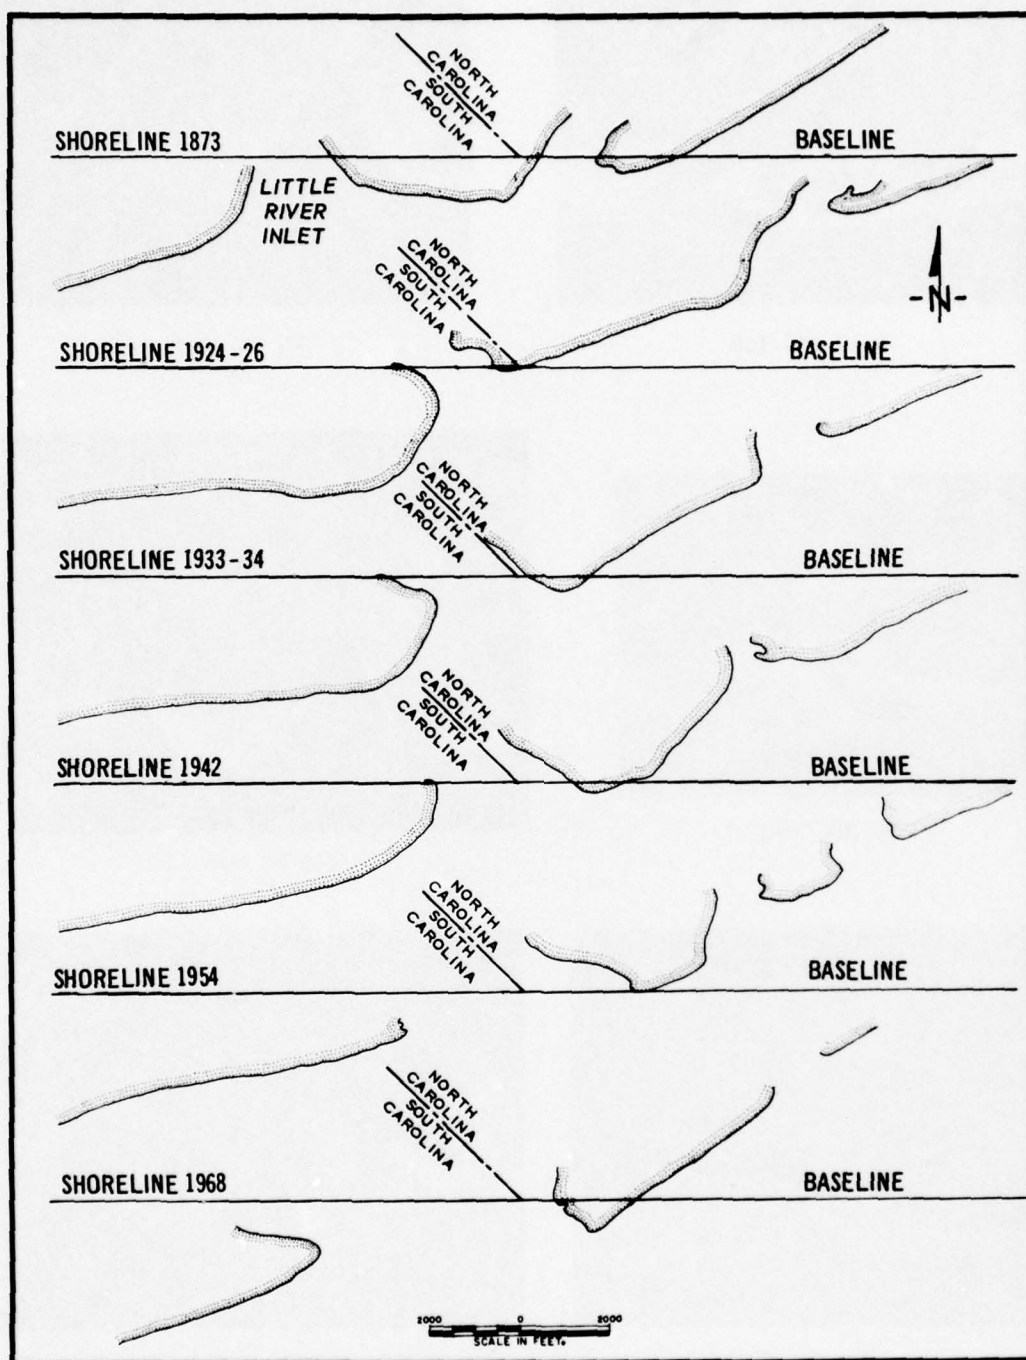 NORTH
CAROLINA
SOUTH
CAROLINA
SHORELINE 1873
BASELINE
LITTLE
RIVER
INLET
NORTH
CAROLINA
SOUTH
CAROLINA
-N-
SHORELINE 1924-26
BASELINE
NORTH
CAROLINA
SOUTH
CAROLINA
SHORELINE 1933-34
BASELINE
NORTH
CAROLINA
SOUTH
CAROLINA
SHORELINE 1942
BASELINE
NORTH
CAROLINA
SOUTH
CAROLINA
SHORELINE 1954
BASELINE
NORTH
CAROLINA
SOUTH
CAROLINA
SHORELINE 1968
BASELINE
2000 0 2000
SCALE IN FEET.